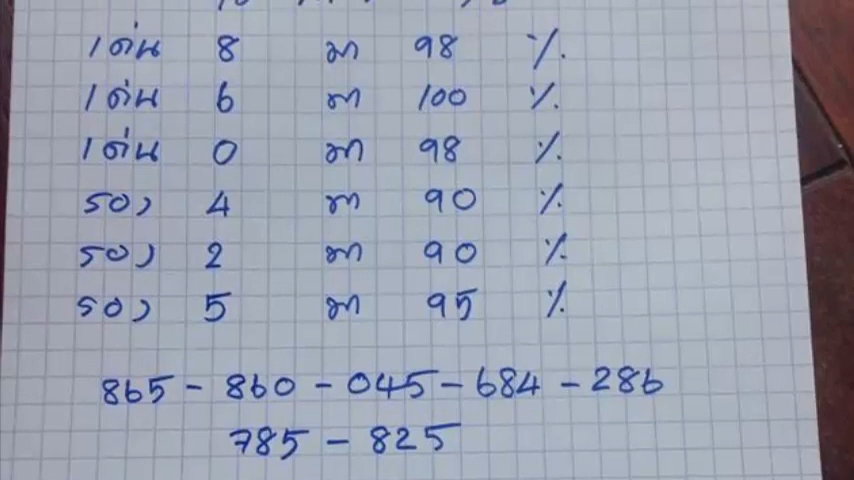 เด่น 8 มา 98 %
เด่น 6 มา 100 %
เด่น 0 มา 98 %
รอง 4 มา 90 %
รอง 2 มา 90 %
รอง 5 มา 95 %
865 - 860 - 045 - 684 - 286
785 - 825